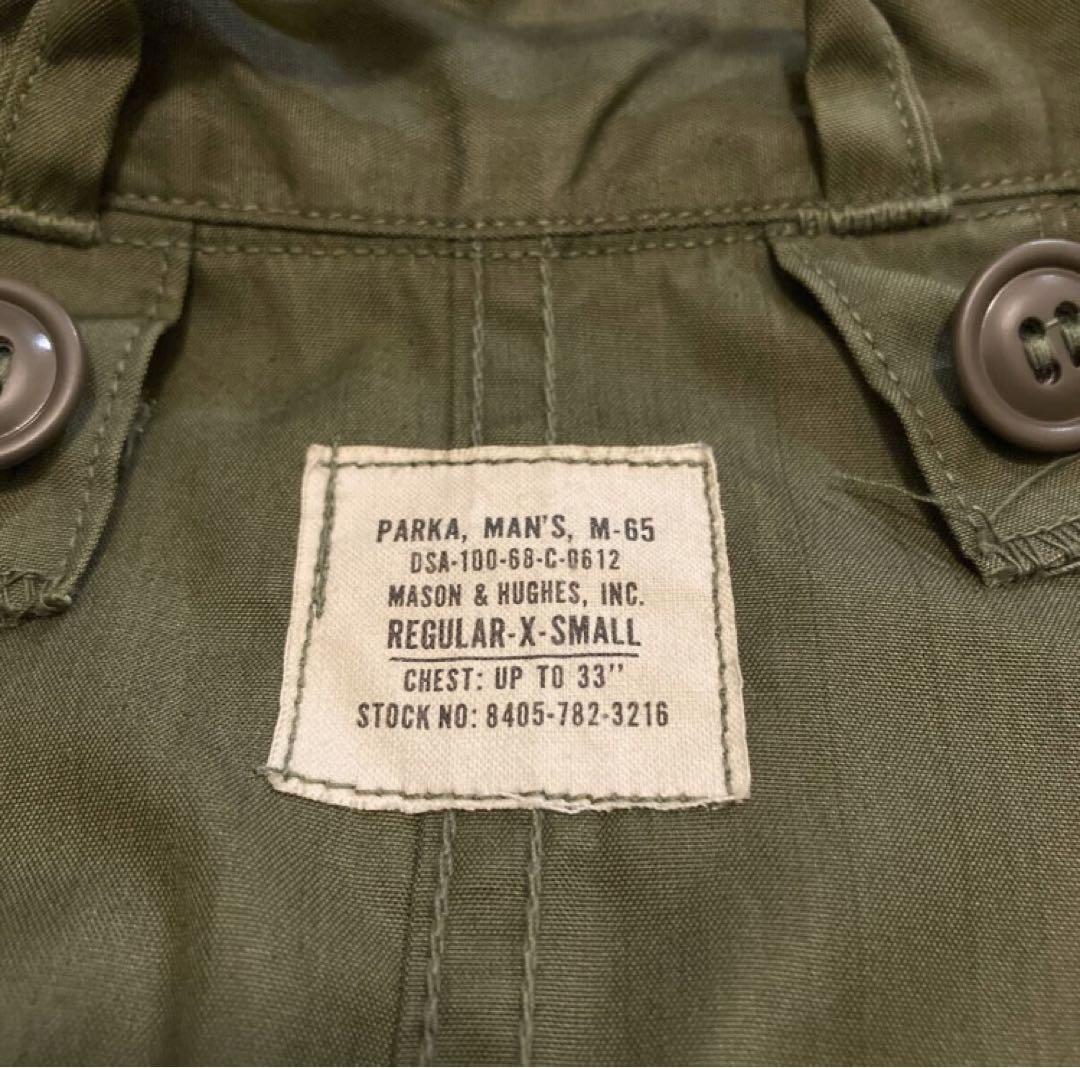 PARKA, MAN'S, M-65
DSA-100-68-C-0612
MASON & HUGHES, INC.
REGULAR-X-SMALL
CHEST: UP TO 33"
STOCK NO: 8405-782-3216